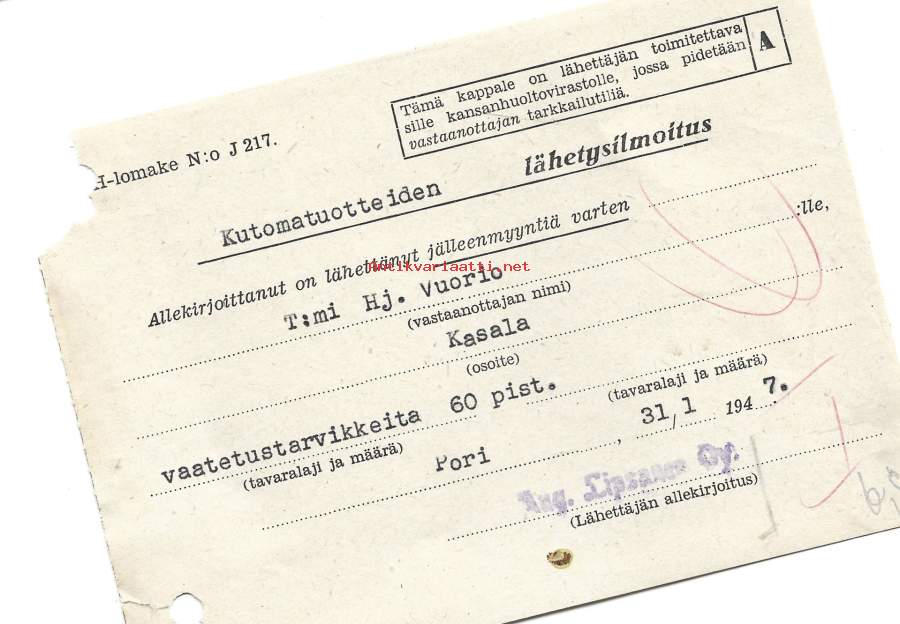 Tämä kappale on lähettäjän toimitettava
sille kansanhuoltovirastolle, jossa pidetään
vastaanottajan tarkkailutiliä.
A
H-lomake N:o J 217.
Kutomatuotteiden lähetysilmoitus
Allekirjoittanut on lähettänyt jälleenmyyntiä varten
Antikvariaatti.net
T:mi Hj. Vuorio :lle,
(vastaanottajan nimi)
Kasala
(osoite)
vaatetustarvikkeita 60 pist.
(tavaralaji ja määrä) (tavaralaji ja määrä)
Pori, 31/1 1947.
Aug. Lipsanen Oy.
(Lähettäjän allekirjoitus)